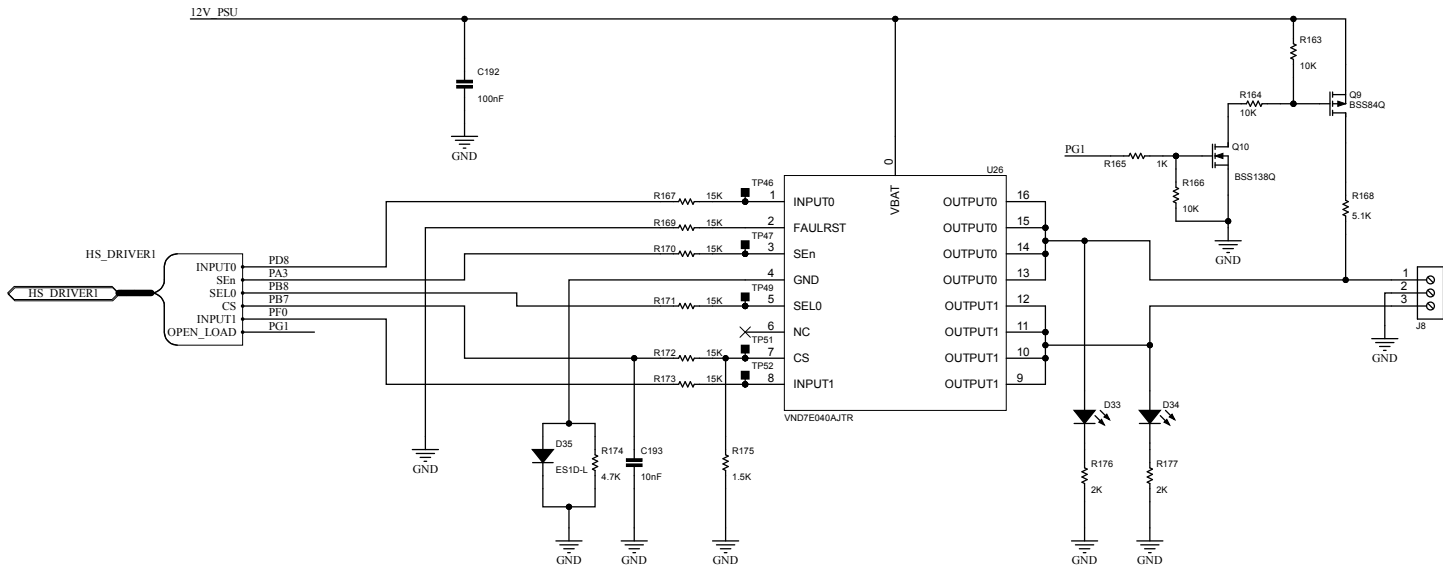 12V_PSU
C192
100nF
GND
R163
10K
R164
10K
Q9
BSS84Q
PG1
R165
1K
Q10
BSS138Q
R166
10K
GND
R168
5.1K
0
U26
VBAT
HS_DRIVER1
HS_DRIVER1
INPUT0
SEn
SEL0
CS
INPUT1
OPEN_LOAD
PD8
PA3
PB8
PB7
PF0
PG1
R167 15K TP46 1 INPUT0
R169 15K 2 FAULRST
R170 15K TP47 3 SEn
4 GND
R171 15K TP49 5 SEL0
6 NC
R172 15K TP51 7 CS
R173 15K TP52 8 INPUT1
OUTPUT0 16
OUTPUT0 15
OUTPUT0 14
OUTPUT0 13
OUTPUT1 12
OUTPUT1 11
OUTPUT1 10
OUTPUT1 9
VND7E040AJTR
1
2
3
J8
GND
GND
D35
ES1D-L
R174
4.7K
C193
10nF
R175
1.5K
D33
D34
R176
2K
R177
2K
GND
GND
GND
GND
GND